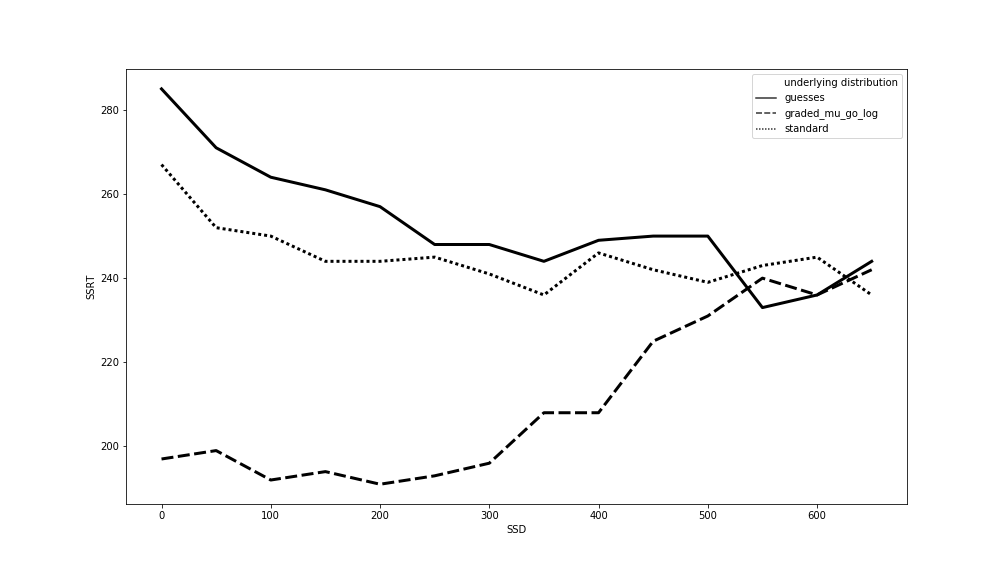 underlying distribution
guesses
graded_mu_go_log
standard
280
260
240
220
200
SSRT
0 100 200 300 400 500 600
SSD